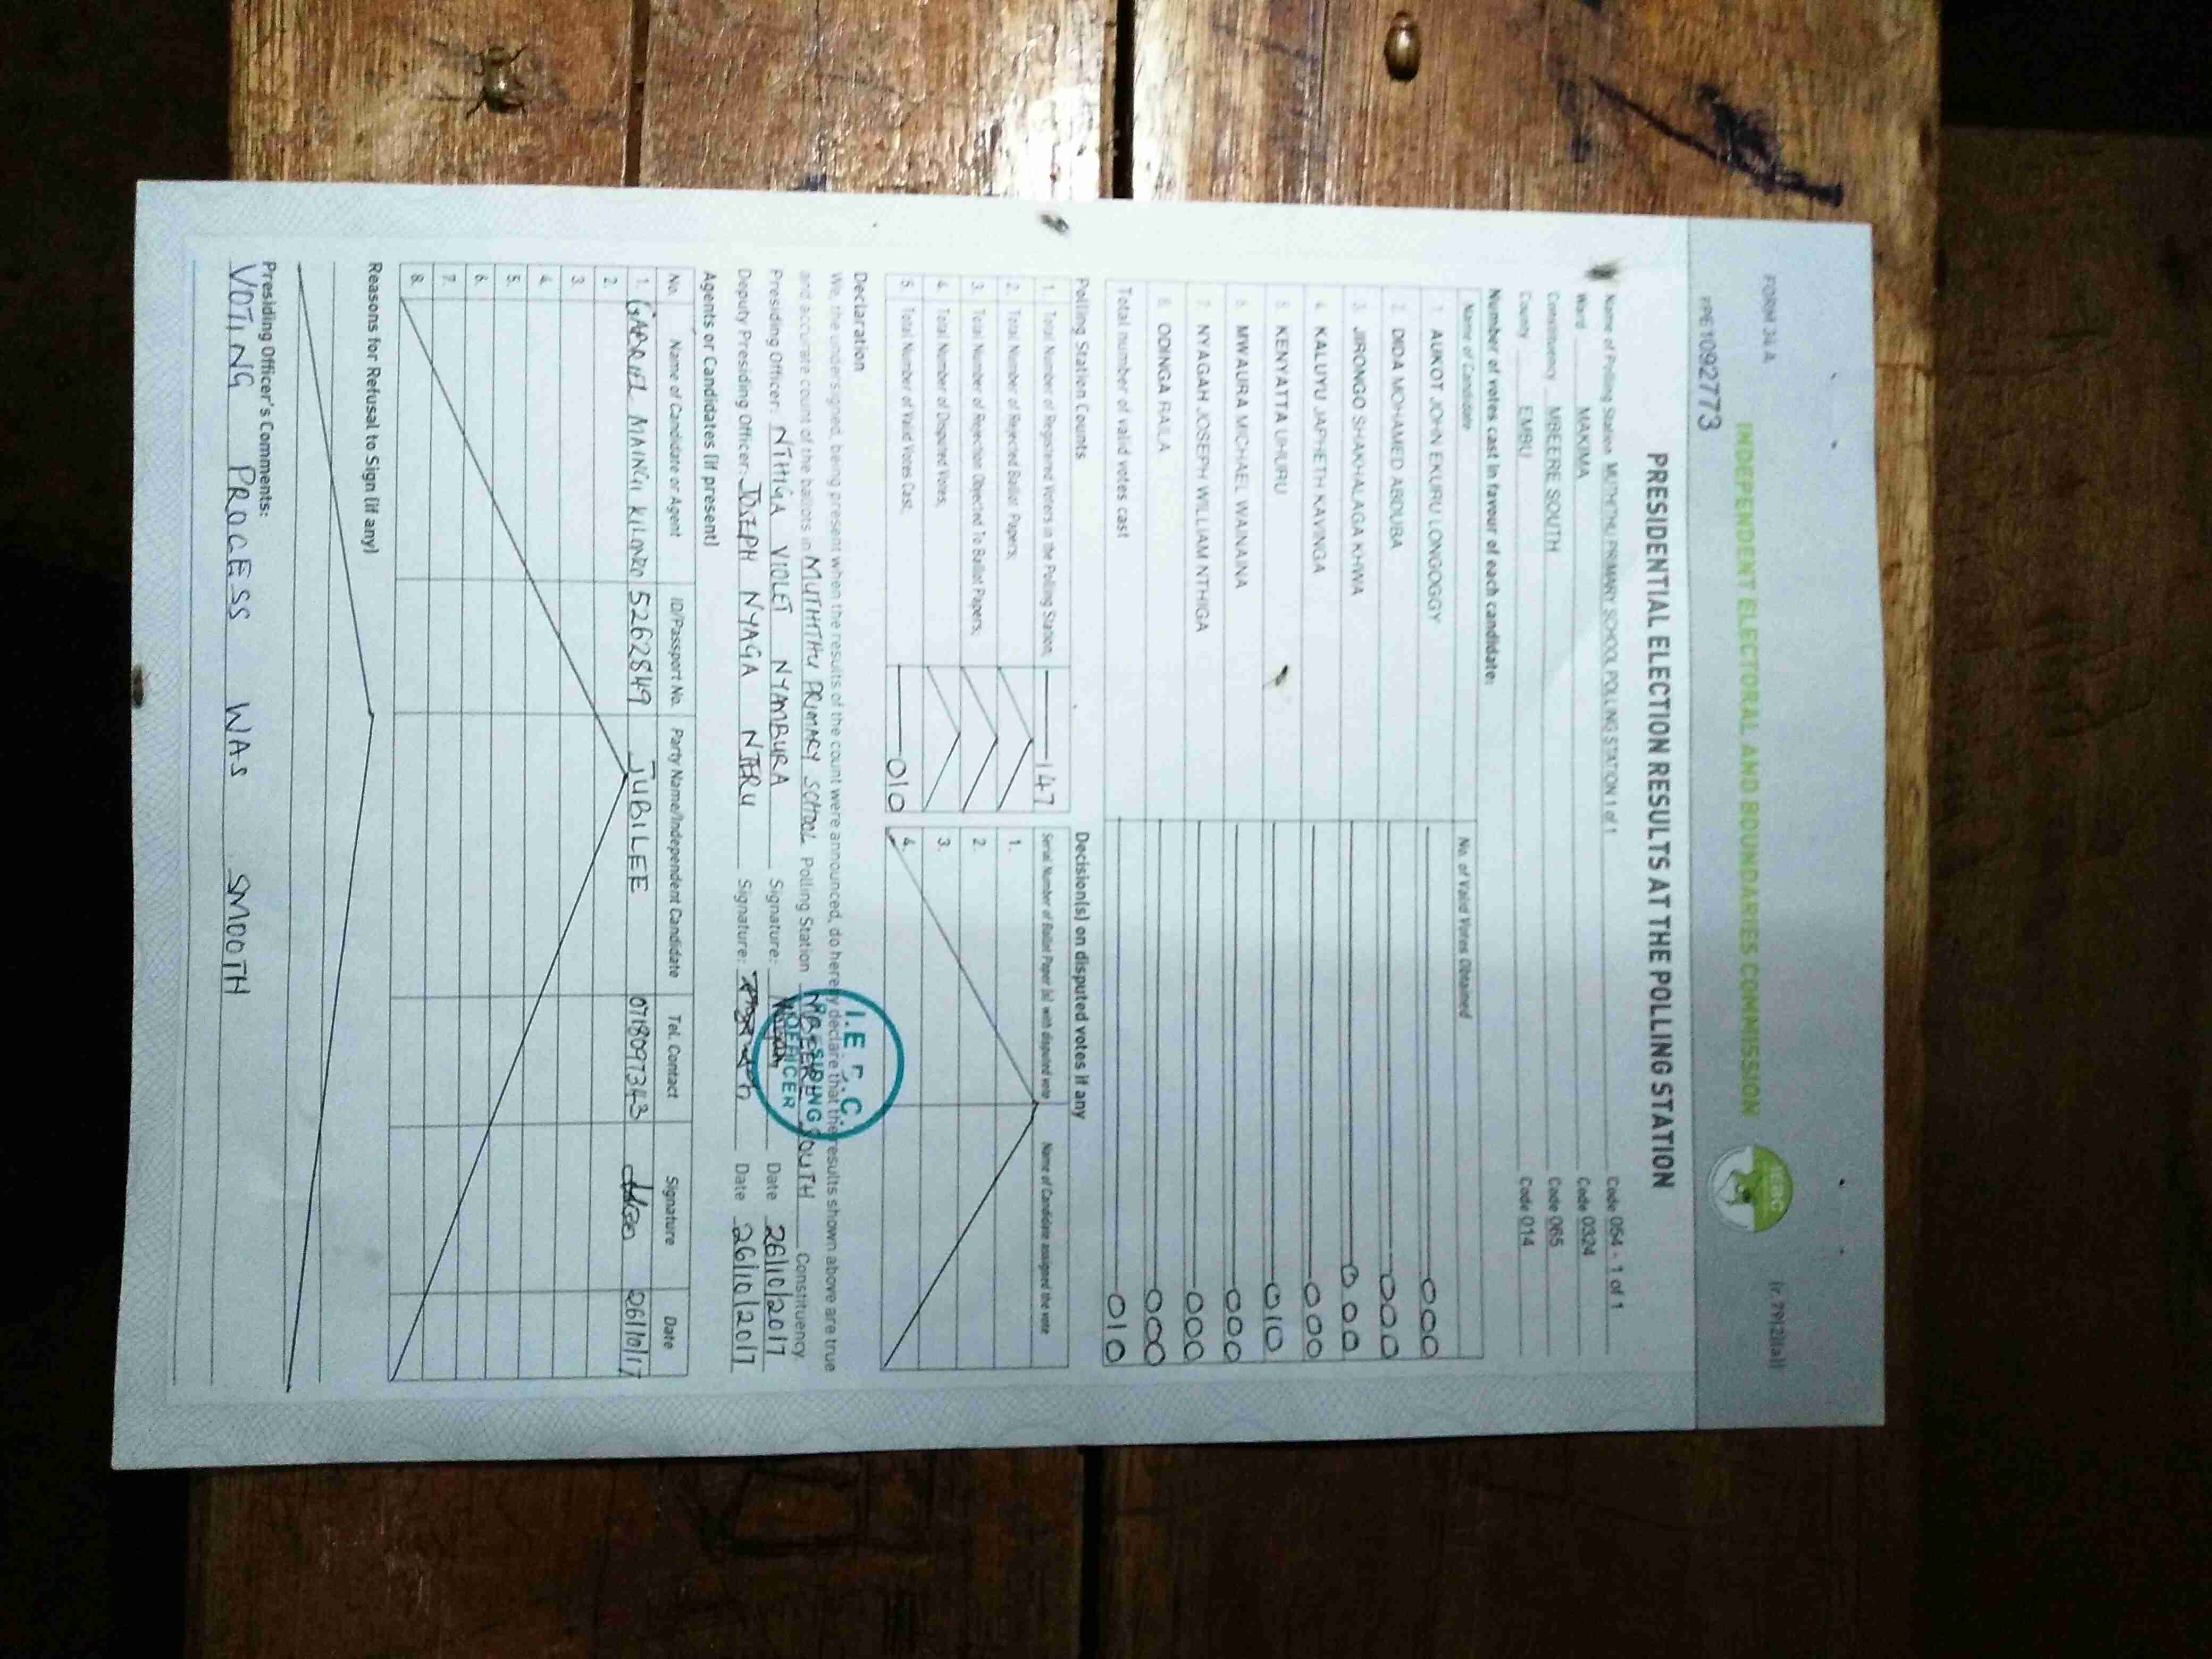 FORM 34 A
(r.79(2)(a))
INDEPENDENT ELECTORAL AND BOUNDARIES COMMISSION
IEBC
PRE1092773
PRESIDENTIAL ELECTION RESULTS AT THE POLLING STATION
Name of Polling Station MUTHITHU PRIMARY SCHOOL POLLING STATION 1 of 1 Code 054 - 1 of 1
Ward MAKIMA Code 0324
Constituency MBEERE SOUTH Code 065
County EMBU Code 014
Number of votes cast in favour of each candidate:
Name of Candidate No. of Valid Votes Obtained
1. AUKOT JOHN EKURU LONGOGGY 000
2. DIDA MOHAMED ABDUBA 000
3. JIRONGO SHAKHALAGA KHWA 000
4. KALUYU JAPHETH KAVINGA 000
5. KENYATTA UHURU 010
6. MWAURA MICHAEL WAINAINA 000
7. NYAGAH JOSEPH WILLIAM NTHIGA 000
8. ODINGA RAILA 000
Total number of valid votes cast 010
Polling Station Counts
1. Total Number of Registered Voters in the Polling Station; 147
2. Total Number of Rejected Ballot Papers;
3. Total Number of Rejection Objected To Ballot Papers;
4. Total Number of Disputed Votes;
5. Total Number of Valid Votes Cast; 010
Decision(s) on disputed votes if any
Serial Number of Ballot Paper (s) with disputed vote Name of Candidate assigned the vote
1.
2.
3.
4.
Declaration
We, the undersigned, being present when the results of the count were announced, do hereby declare that the results shown above are true
and accurate count of the ballots in MUTHITHU PRIMARY SCHOOL Polling Station MBEERE SOUTH Constituency
Presiding Officer: NTHIGA VIOLET NYAMBURA Signature: Date 26/10/2017
Deputy Presiding Officer: JOSEPH NYAGA NTERU Signature: Date 26/10/2017
I.E.B.C.
PRESIDING
OFFICER
Agents or Candidates (if present)
No. Name of Candidate or Agent ID/Passport No. Party Name/Independent Candidate Tel. Contact Signature Date
1. GABRIEL MAINGI KILONZO 5262849 JUBILEE 0718097343 26/10/17
2.
3.
4.
5.
6.
7.
8.
Reasons for Refusal to Sign (if any)
Presiding Officer's Comments:
VOTING PROCESS WAS SMOOTH